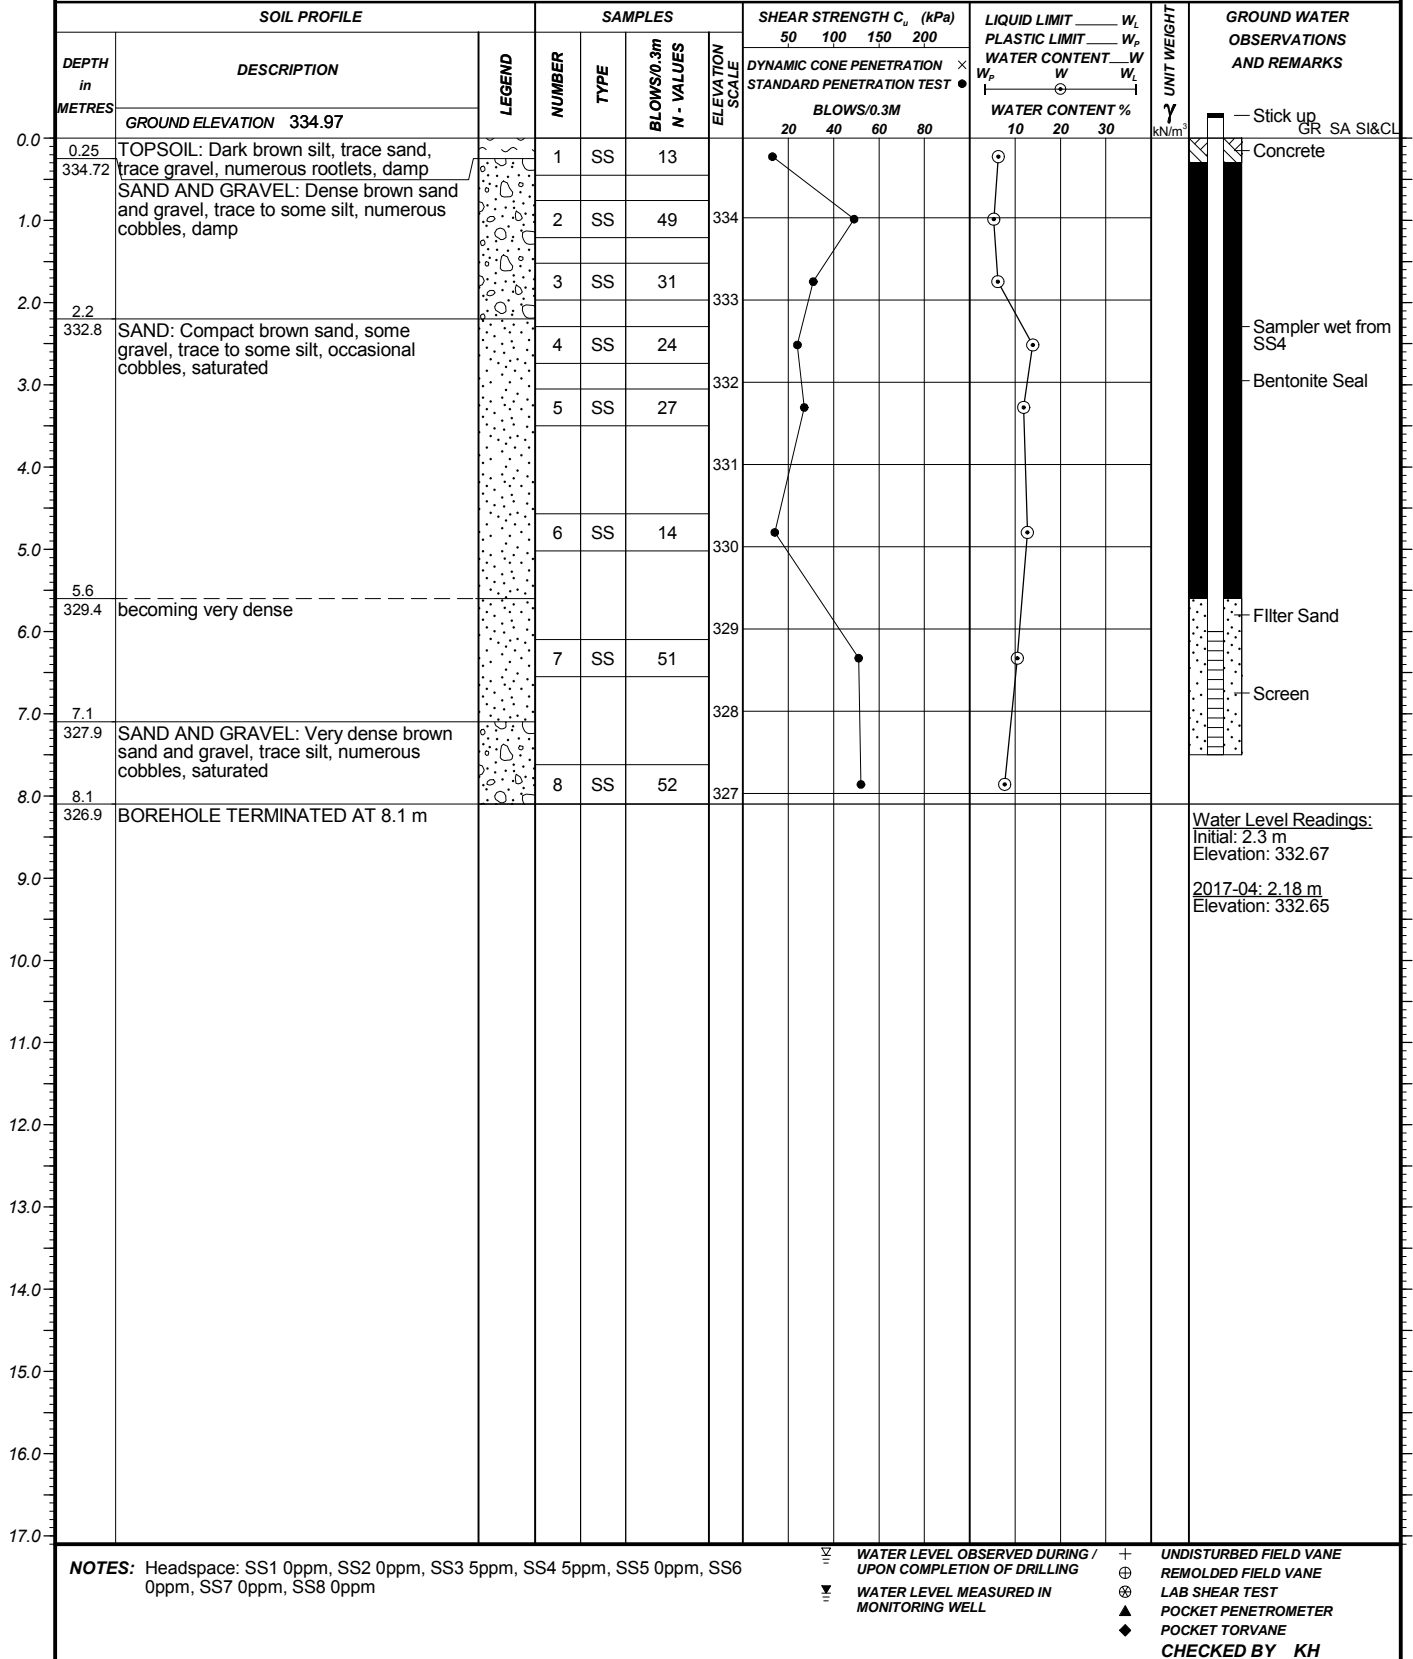 SOIL PROFILE
SAMPLES
SHEAR STRENGTH Cu (kPa)
50 100 150 200
DYNAMIC CONE PENETRATION ×
STANDARD PENETRATION TEST ●
BLOWS/0.3M
20 40 60 80
LIQUID LIMIT _____ WL
PLASTIC LIMIT ____ WP
WATER CONTENT__W
WP W WL
WATER CONTENT %
10 20 30
UNIT WEIGHT
γ
kN/m³
GROUND WATER
OBSERVATIONS
AND REMARKS
DEPTH
in
METRES
DESCRIPTION
GROUND ELEVATION 334.97
LEGEND
NUMBER
TYPE
BLOWS/0.3m
N - VALUES
ELEVATION
SCALE
Stick up
GR SA SI&CL
Concrete
0.0
0.25
334.72
TOPSOIL: Dark brown silt, trace sand,
trace gravel, numerous rootlets, damp
1 SS 13
SAND AND GRAVEL: Dense brown sand
and gravel, trace to some silt, numerous
cobbles, damp
1.0
2 SS 49
334
3 SS 31
2.0
333
2.2
332.8
SAND: Compact brown sand, some
gravel, trace to some silt, occasional
cobbles, saturated
4 SS 24
Sampler wet from
SS4
3.0
332
Bentonite Seal
5 SS 27
4.0
331
6 SS 14
5.0
330
5.6
329.4
becoming very dense
6.0
329
FIlter Sand
7 SS 51
Screen
7.0
328
7.1
327.9
SAND AND GRAVEL: Very dense brown
sand and gravel, trace silt, numerous
cobbles, saturated
8 SS 52
8.0
327
8.1
326.9
BOREHOLE TERMINATED AT 8.1 m
Water Level Readings:
Initial: 2.3 m
Elevation: 332.67
2017-04: 2.18 m
Elevation: 332.65
9.0
10.0
11.0
12.0
13.0
14.0
15.0
16.0
17.0
NOTES: Headspace: SS1 0ppm, SS2 0ppm, SS3 5ppm, SS4 5ppm, SS5 0ppm, SS6
0ppm, SS7 0ppm, SS8 0ppm
WATER LEVEL OBSERVED DURING /
UPON COMPLETION OF DRILLING
WATER LEVEL MEASURED IN
MONITORING WELL
UNDISTURBED FIELD VANE
REMOLDED FIELD VANE
LAB SHEAR TEST
POCKET PENETROMETER
POCKET TORVANE
CHECKED BY KH